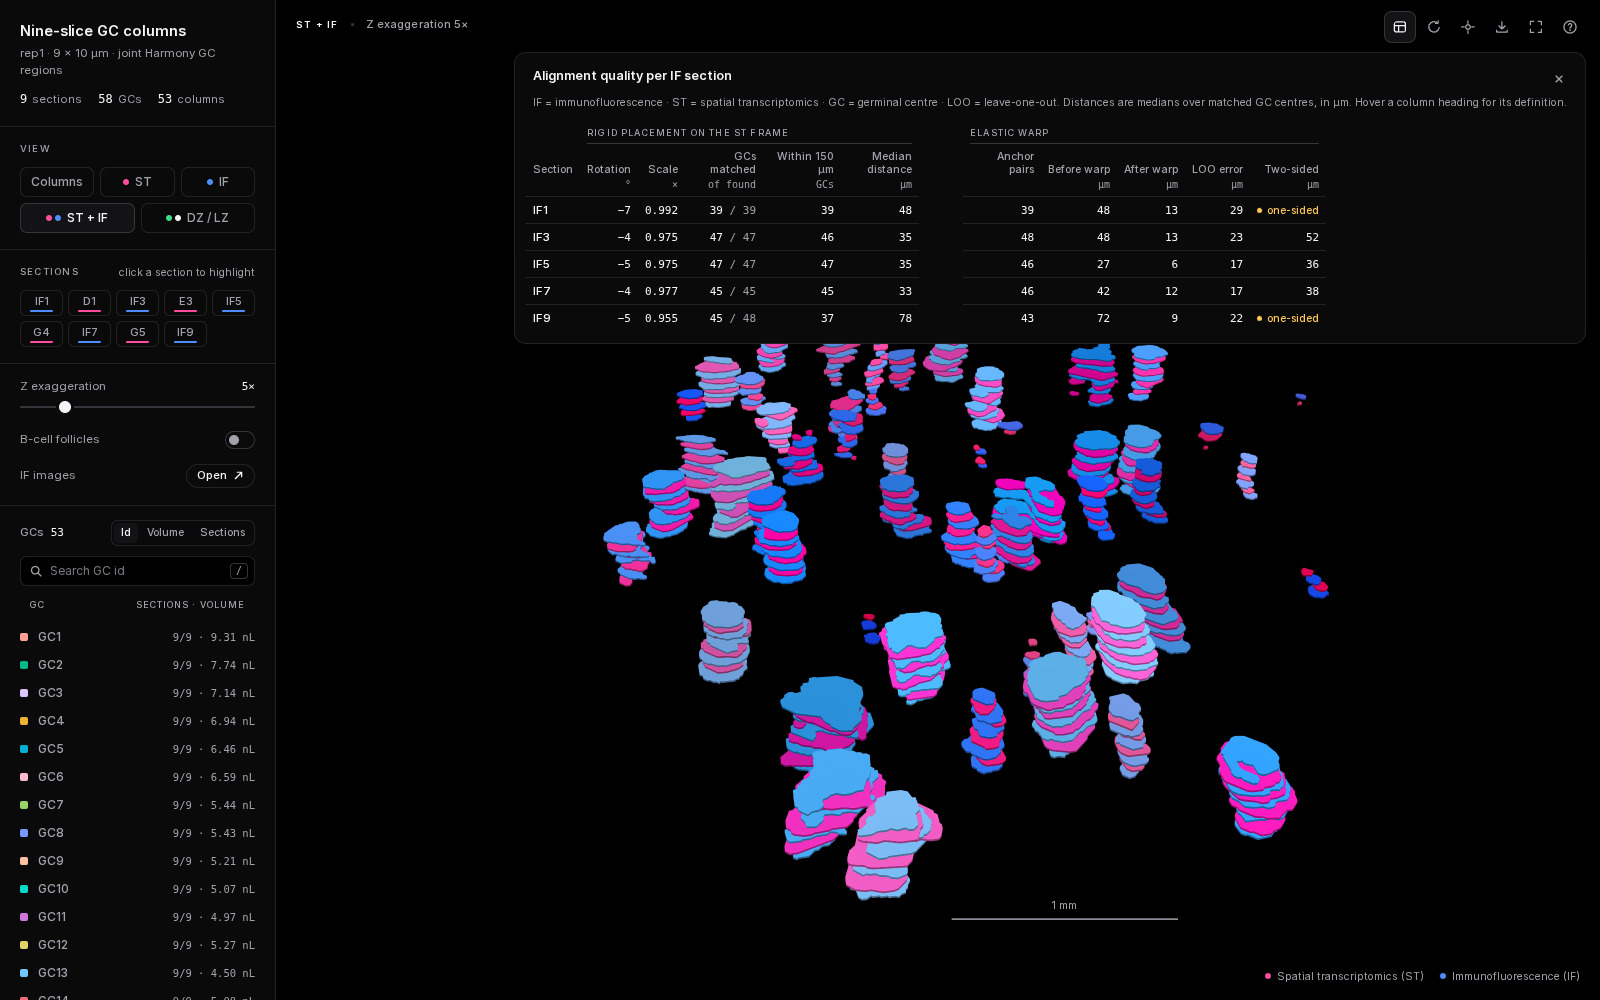 Nine-slice GC columns
rep1 · 9 × 10 µm · joint Harmony GC
regions
9 sections 58 GCs 53 columns
VIEW
Columns ST IF
ST + IF DZ / LZ
SECTIONS click a section to highlight
IF1 D1 IF3 E3 IF5
G4 IF7 G5 IF9
Z exaggeration 5×
B-cell follicles
IF images Open ↗
GCs 53 Id Volume Sections
Search GC id /
GC SECTIONS · VOLUME
GC1 9/9 · 9.31 nL
GC2 9/9 · 7.74 nL
GC3 9/9 · 7.14 nL
GC4 9/9 · 6.94 nL
GC5 9/9 · 6.46 nL
GC6 9/9 · 6.59 nL
GC7 9/9 · 5.44 nL
GC8 9/9 · 5.43 nL
GC9 9/9 · 5.21 nL
GC10 9/9 · 5.07 nL
GC11 9/9 · 4.97 nL
GC12 9/9 · 5.27 nL
GC13 9/9 · 4.50 nL
ST + IF • Z exaggeration 5×
Alignment quality per IF section ×
IF = immunofluorescence · ST = spatial transcriptomics · GC = germinal centre · LOO = leave-one-out. Distances are medians over matched GC centres, in µm. Hover a column heading for its definition.
RIGID PLACEMENT ON THE ST FRAME ELASTIC WARP
GCs Within 150 Median Anchor
Section Rotation Scale matched µm distance pairs Before warp After warp LOO error Two-sided
° × of found GCs µm µm µm µm µm
IF1 −7 0.992 39 / 39 39 48 39 48 13 29 one-sided
IF3 −4 0.975 47 / 47 46 35 48 48 13 23 52
IF5 −5 0.975 47 / 47 47 35 46 27 6 17 36
IF7 −4 0.977 45 / 45 45 33 46 42 12 17 38
IF9 −5 0.955 45 / 48 37 78 43 72 9 22 one-sided
1 mm
Spatial transcriptomics (ST) Immunofluorescence (IF)